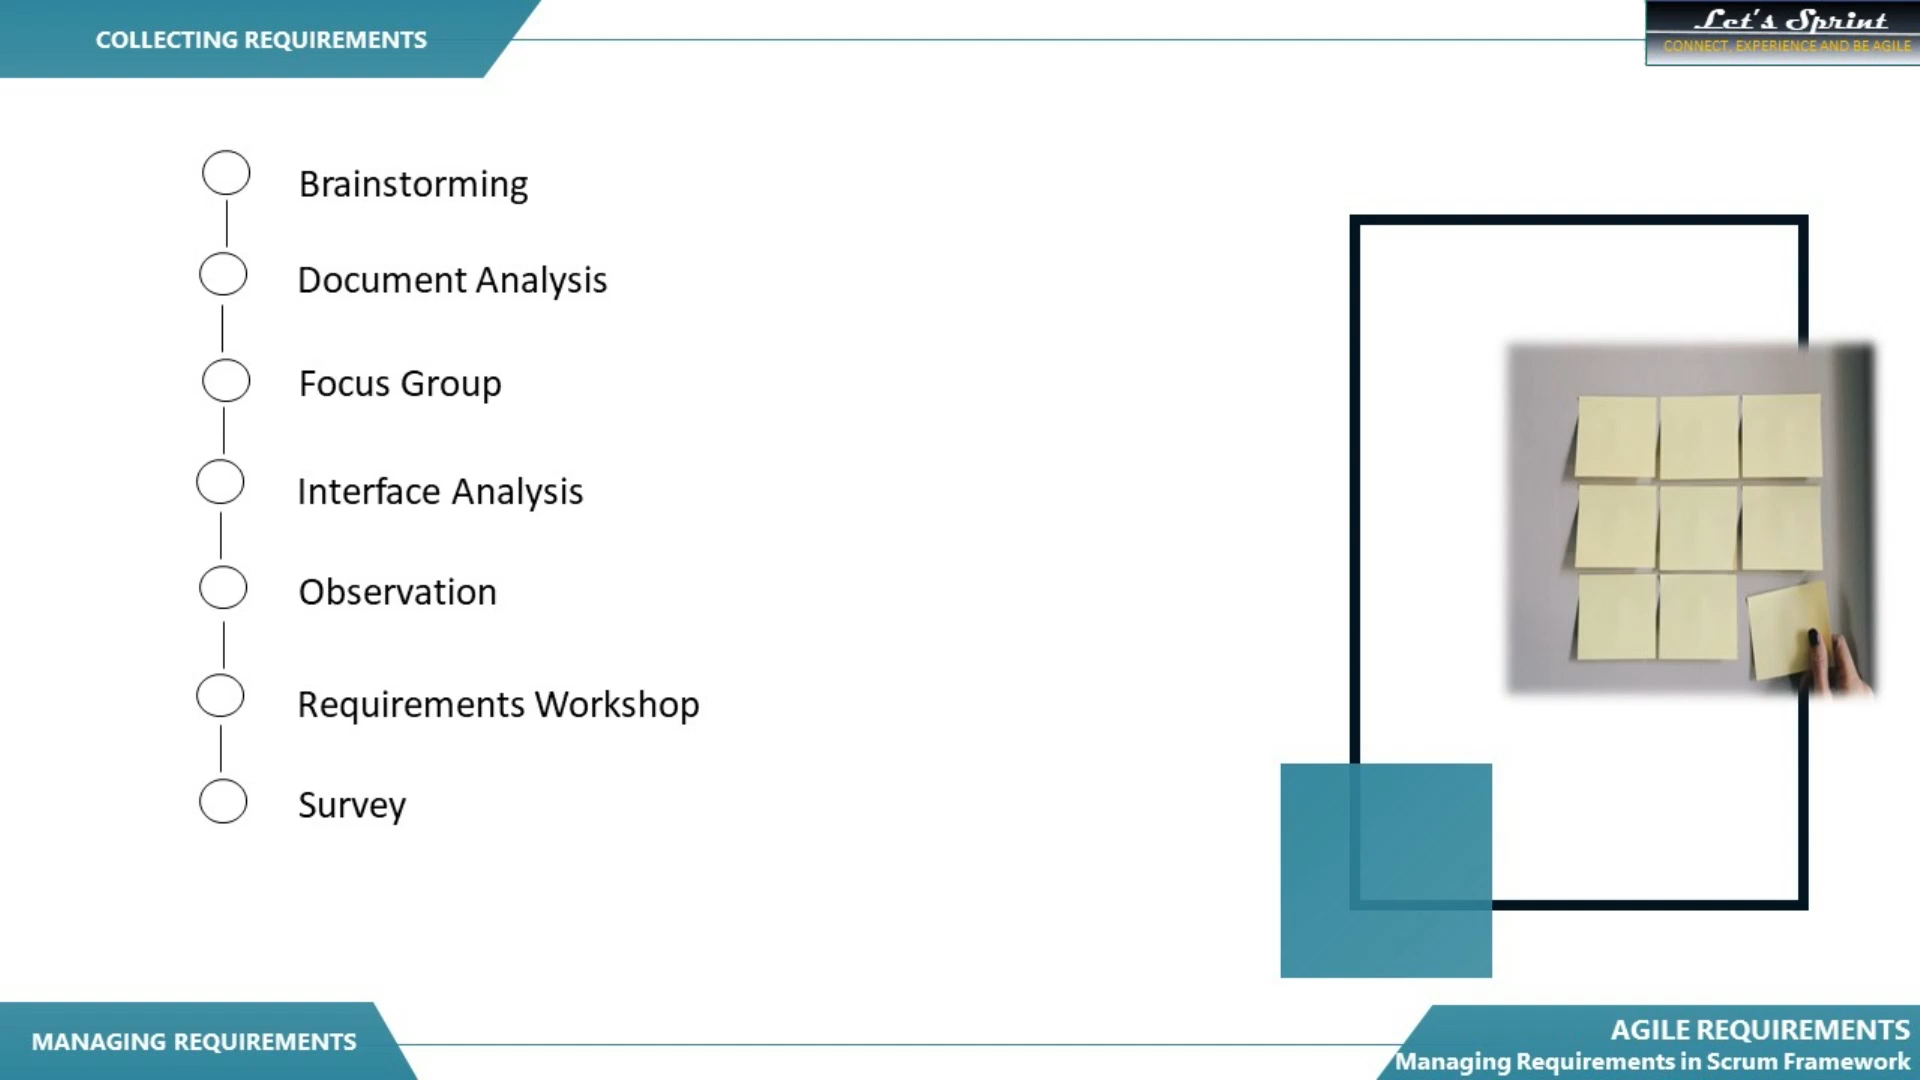 COLLECTING REQUIREMENTS
Let's Sprint
CONNECT, EXPERIENCE AND BE AGILE
Brainstorming
Document Analysis
Focus Group
Interface Analysis
Observation
Requirements Workshop
Survey
MANAGING REQUIREMENTS
AGILE REQUIREMENTS
Managing Requirements in Scrum Framework